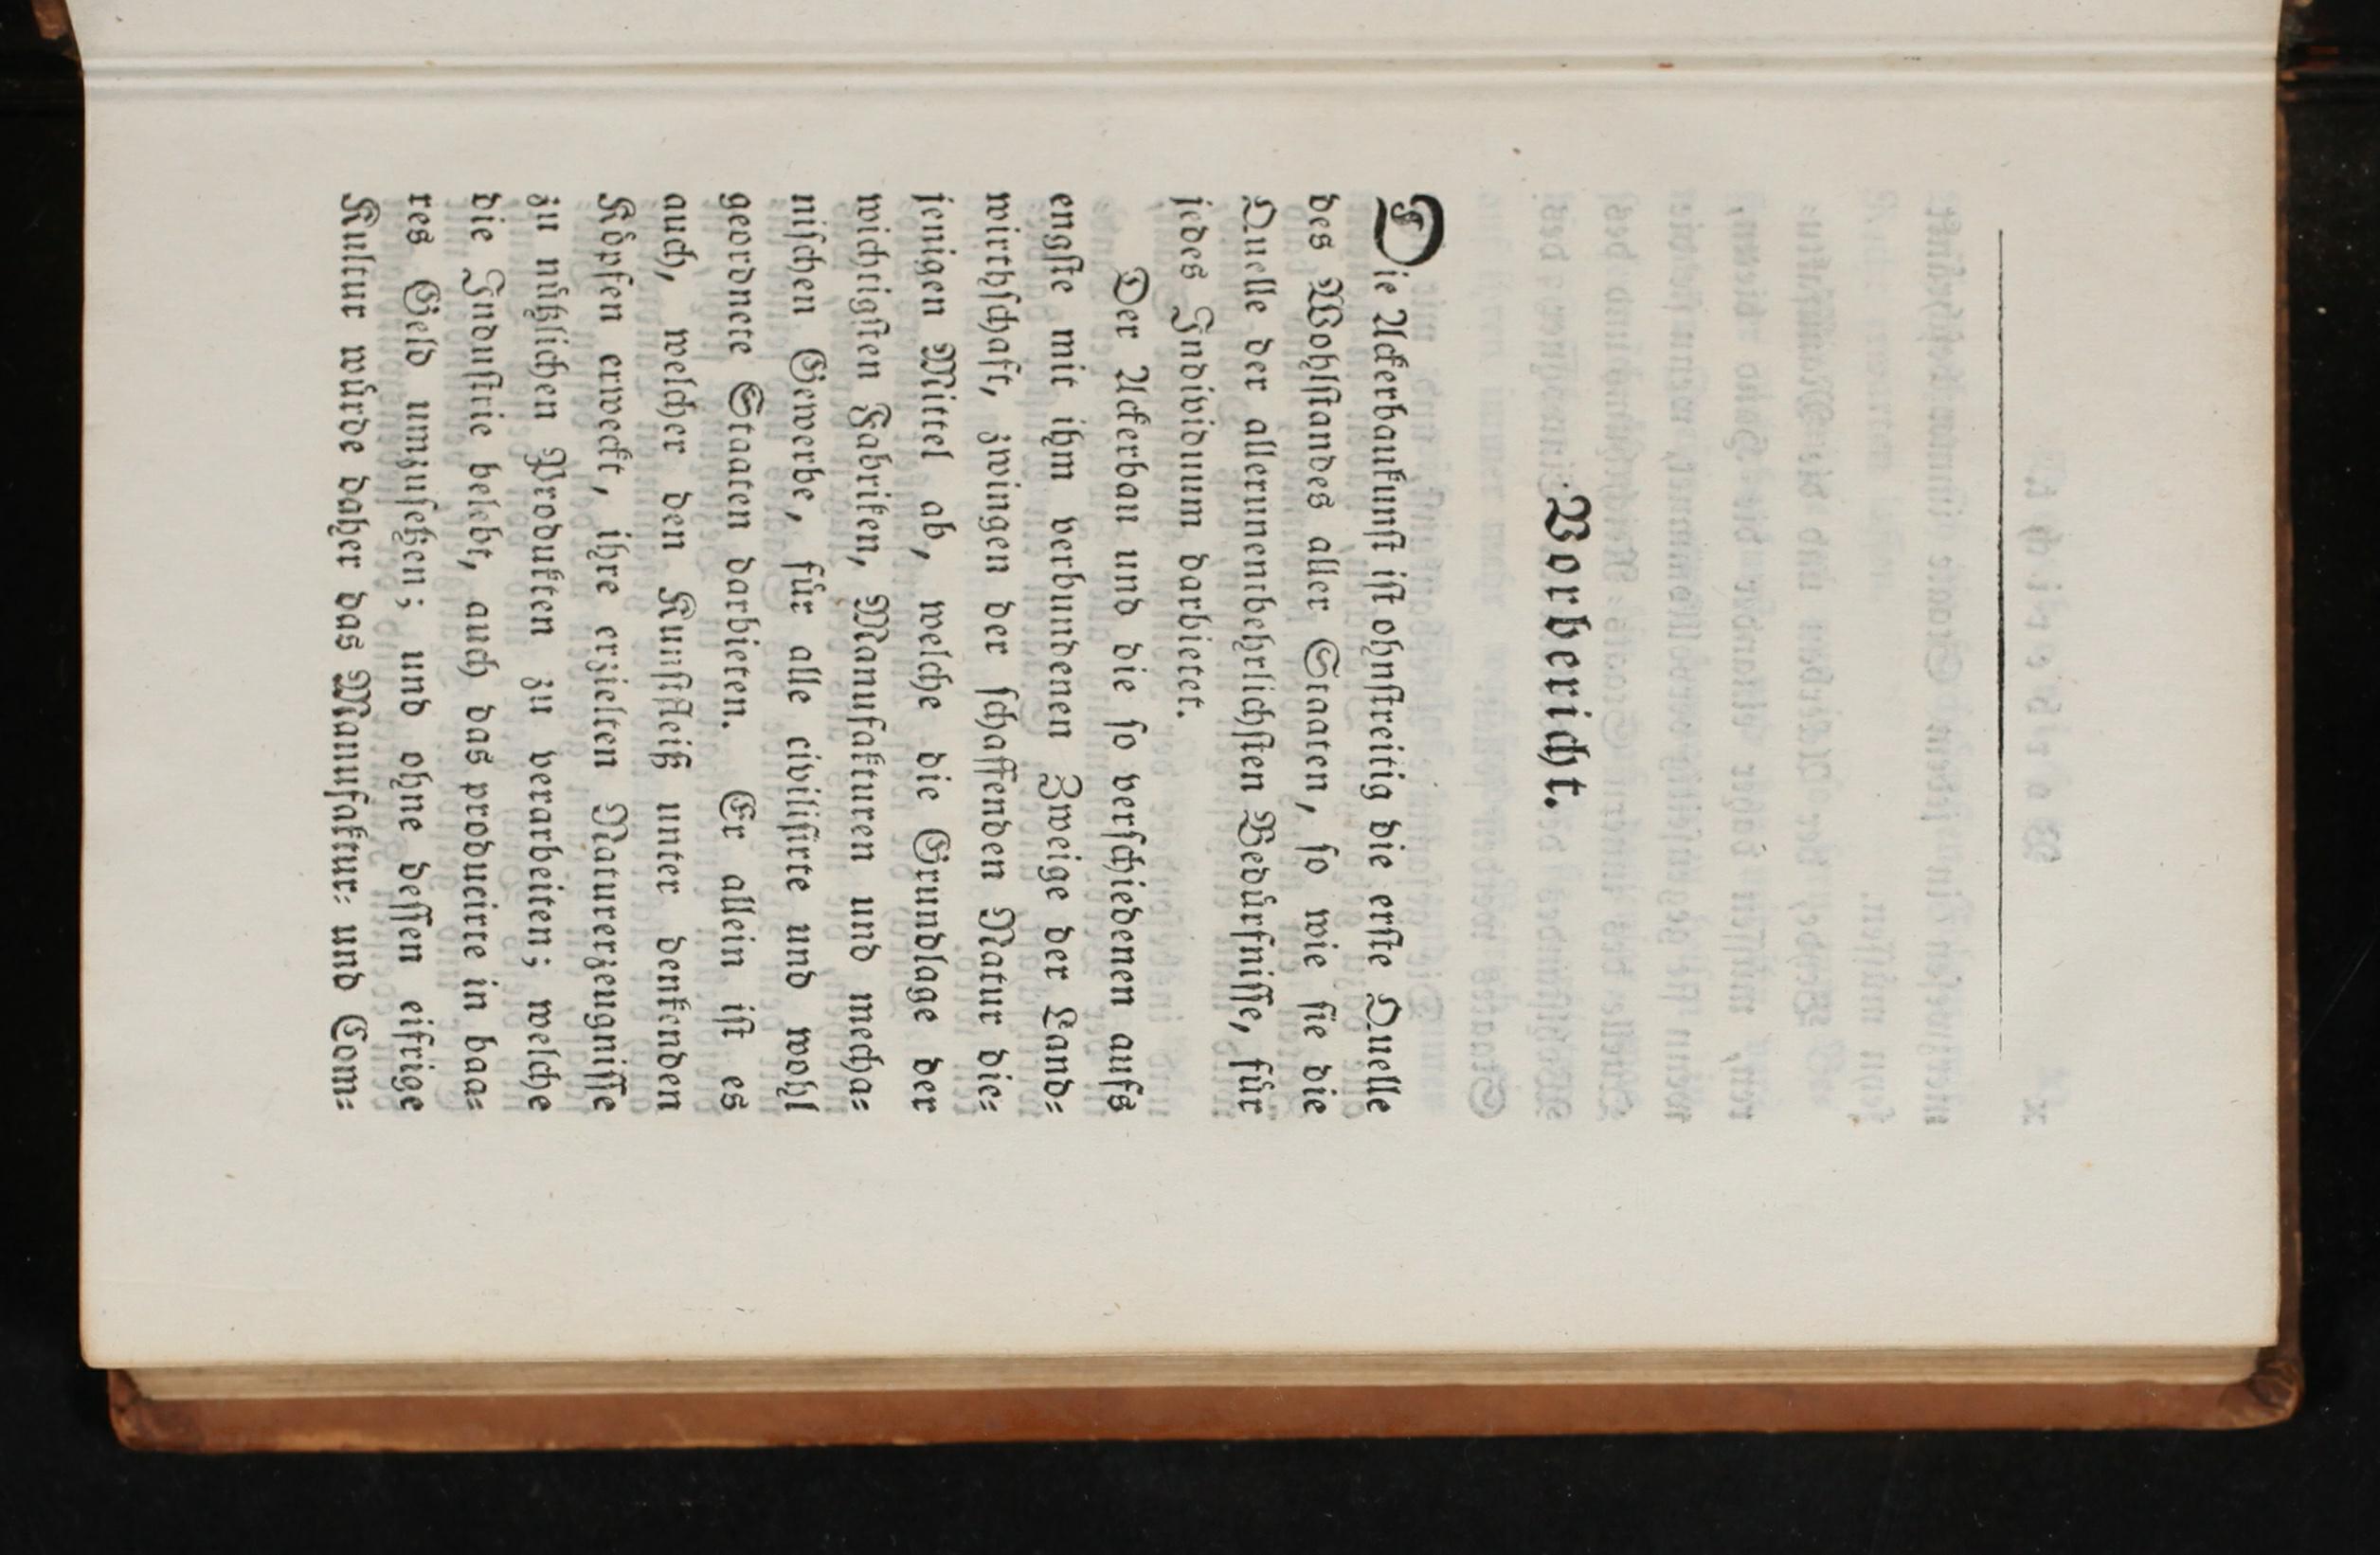 Vorbericht.
Die Ackerbaukunst ist ohnstreitig die erste Quelle
des Wohlstandes aller Staaten, so wie sie die
Quelle der allerunentbehrlichsten Bedürfnisse, für
jedes Individuum darbietet.
Der Ackerbau und die so verschiedenen aufs
engste mit ihm verbundenen Zweige der Land-
wirthschaft, zwingen der schaffenden Natur die-
jenigen Mittel ab, welche die Grundlage der
wichtigsten Fabriken, Manufakturen und mecha-
nischen Gewerbe, für alle civilisirte und wohl
geordnete Staaten darbieten. Er allein ist es
auch, welcher den Kunstfleiß unter denkenden
Köpfen erweckt, ihre erzielten Naturerzeugnisse
zu nützlichen Produkten zu verarbeiten; welche
die Industrie belebt, auch das producirte in baa-
res Geld umzusetzen; und ohne dessen eifrige
Kultur würde daher das Manufaktur- und Com-